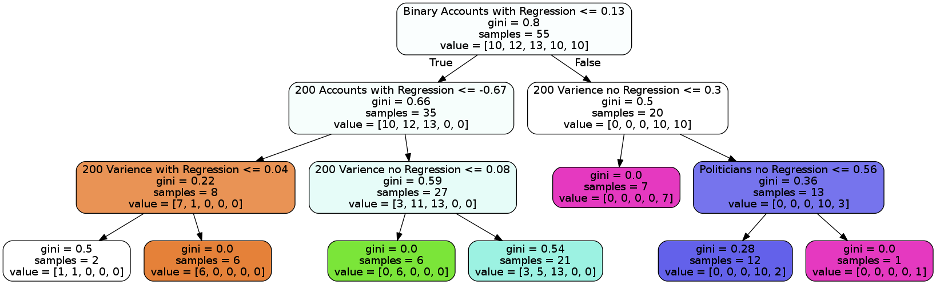 Binary Accounts with Regression <= 0.13
gini = 0.8
samples = 55
value = [10, 12, 13, 10, 10]
True
False
200 Accounts with Regression <= -0.67
gini = 0.66
samples = 35
value = [10, 12, 13, 0, 0]
200 Varience no Regression <= 0.3
gini = 0.5
samples = 20
value = [0, 0, 0, 10, 10]
200 Varience with Regression <= 0.04
gini = 0.22
samples = 8
value = [7, 1, 0, 0, 0]
200 Varience no Regression <= 0.08
gini = 0.59
samples = 27
value = [3, 11, 13, 0, 0]
gini = 0.0
samples = 7
value = [0, 0, 0, 0, 7]
Politicians no Regression <= 0.56
gini = 0.36
samples = 13
value = [0, 0, 0, 10, 3]
gini = 0.5
samples = 2
value = [1, 1, 0, 0, 0]
gini = 0.0
samples = 6
value = [6, 0, 0, 0, 0]
gini = 0.0
samples = 6
value = [0, 6, 0, 0, 0]
gini = 0.54
samples = 21
value = [3, 5, 13, 0, 0]
gini = 0.28
samples = 12
value = [0, 0, 0, 10, 2]
gini = 0.0
samples = 1
value = [0, 0, 0, 0, 1]